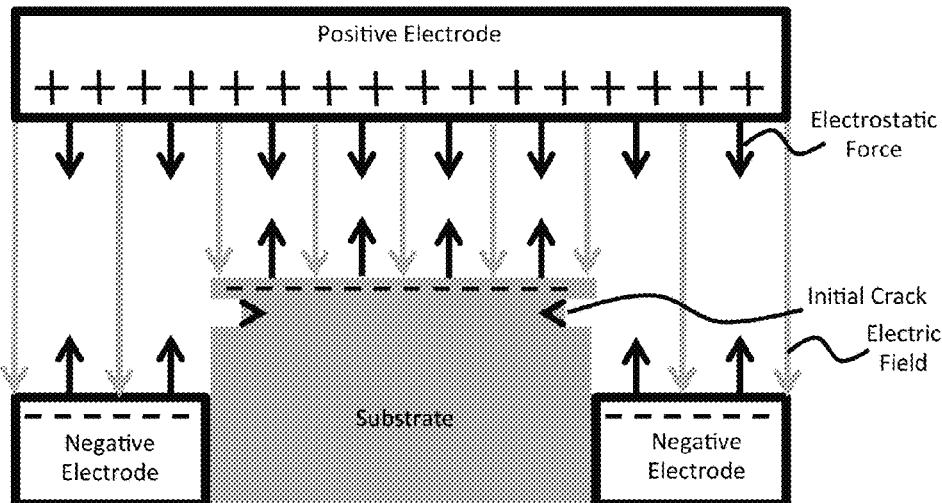 Positive Electrode
+ + + + + + + + + + + + + + + +
Electrostatic
Force
Initial Crack
Electric
Field
Substrate
Negative
Electrode
Negative
Electrode